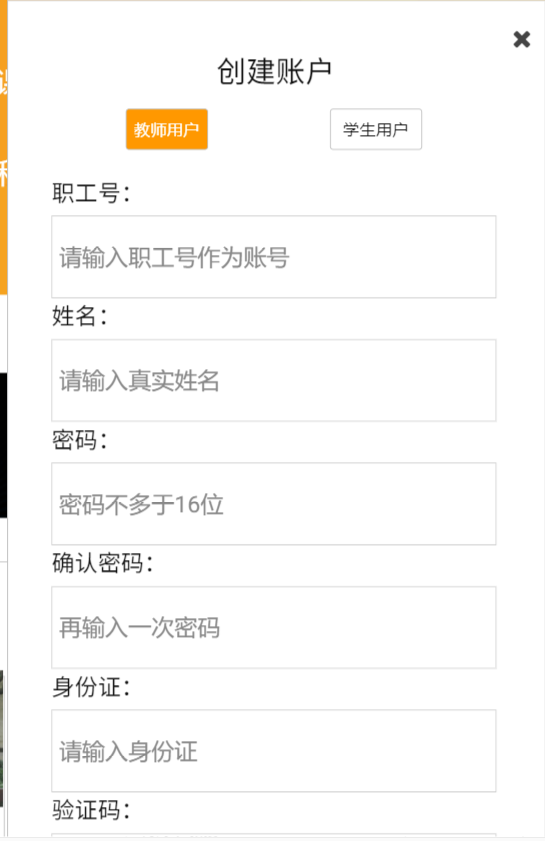 创建账户
教师用户
学生用户
职工号：
请输入职工号作为账号
姓名：
请输入真实姓名
密码：
密码不多于16位
确认密码：
再输入一次密码
身份证：
请输入身份证
验证码：